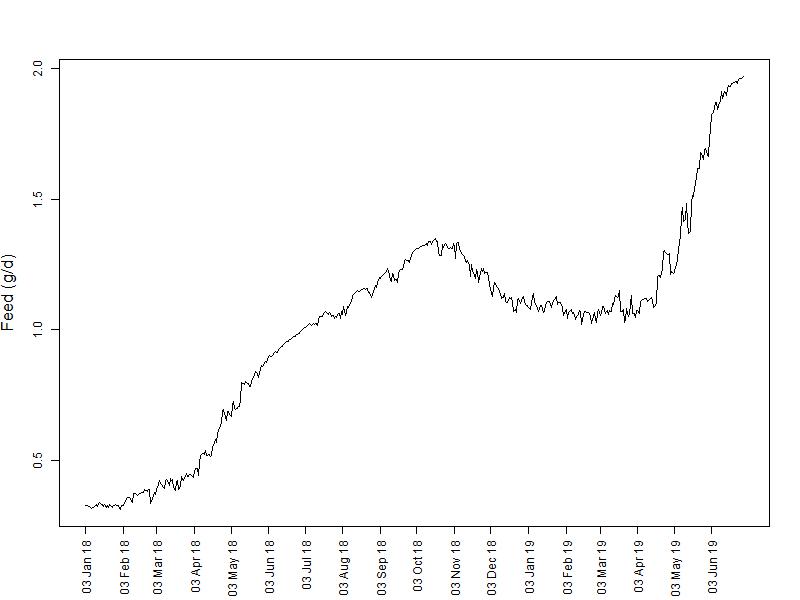 Feed (g/d)
2.0
1.5
1.0
0.5
03 Jan 18
03 Feb 18
03 Mar 18
03 Apr 18
03 May 18
03 Jun 18
03 Jul 18
03 Aug 18
03 Sep 18
03 Oct 18
03 Nov 18
03 Dec 18
03 Jan 19
03 Feb 19
03 Mar 19
03 Apr 19
03 May 19
03 Jun 19